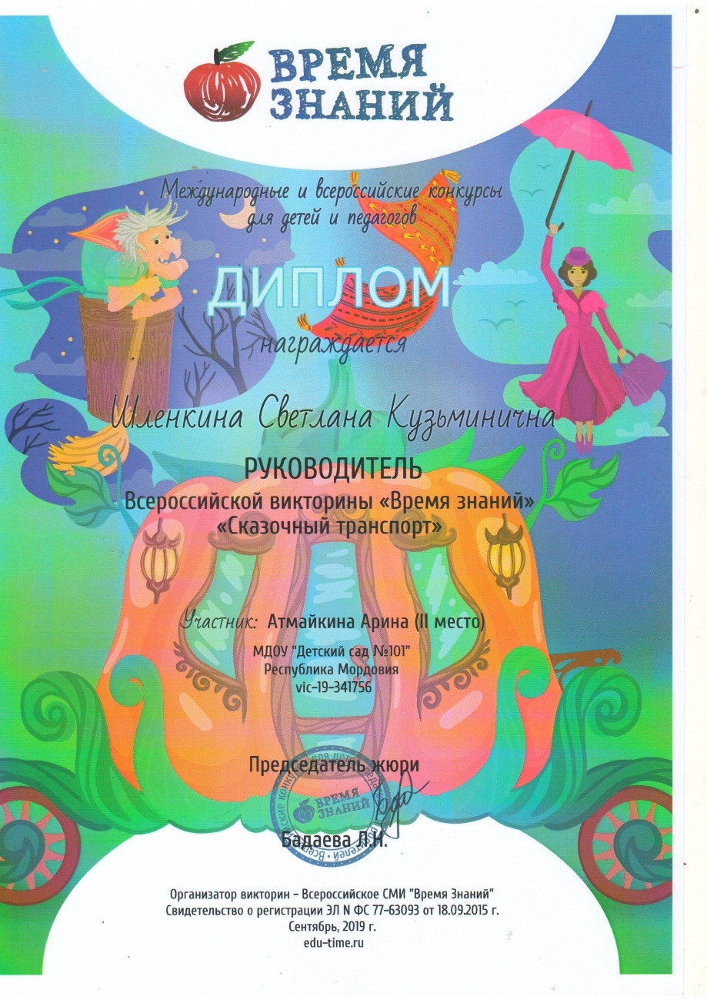 ВРЕМЯ
ЗНАНИЙ
Международные и всероссийские конкурсы
для детей и педагогов
ДИПЛОМ
награждается
Шленкина Светлана Кузьминична
РУКОВОДИТЕЛЬ
Всероссийской викторины «Время знаний»
«Сказочный транспорт»
Участник: Атмайкина Арина (II место)
МДОУ "Детский сад №101"
Республика Мордовия
vic-19-341756
Председатель жюри
ВРЕМЯ
ЗНАНИЙ
Бадаева Л.Н.
Организатор викторин - Всероссийское СМИ "Время Знаний"
Свидетельство о регистрации ЭЛ N ФС 77-63093 от 18.09.2015 г.
Сентябрь, 2019 г.
edu-time.ru